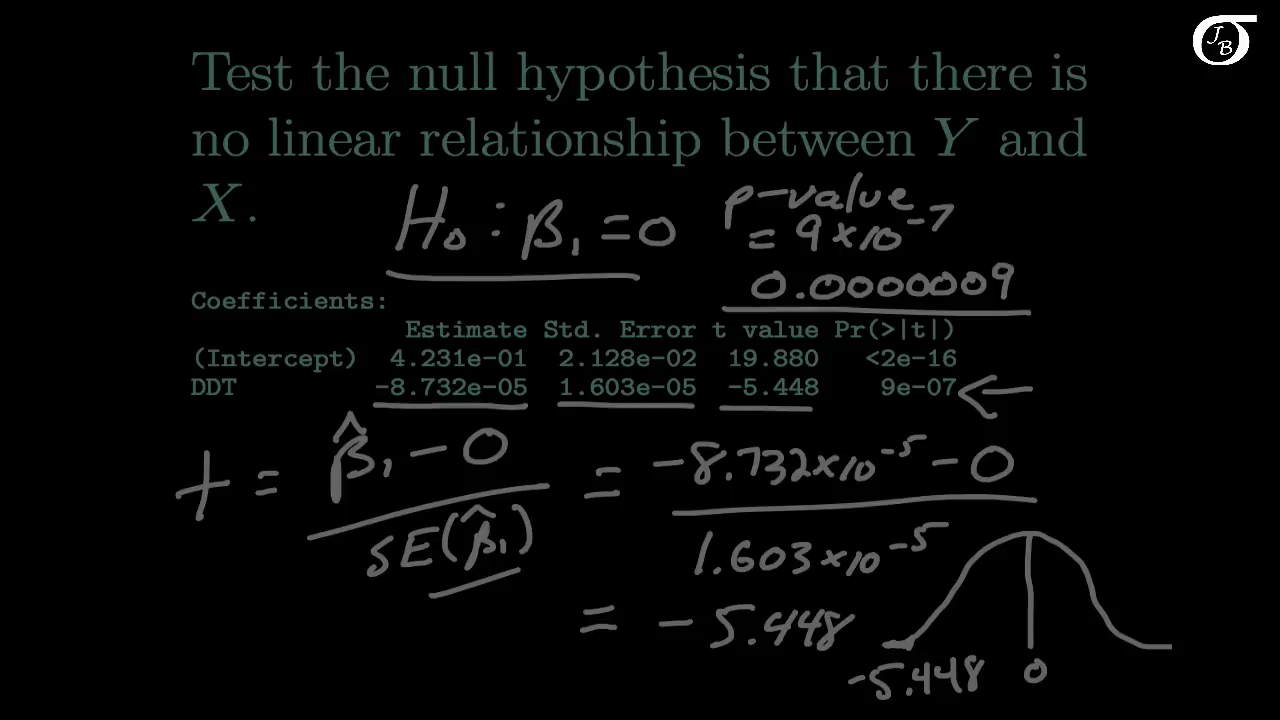 JB
Test the null hypothesis that there is
no linear relationship between Y and
X.
H₀ : β₁ = 0
p-value
= 9 × 10⁻⁷
0.0000009
Coefficients:
Estimate Std. Error t value Pr(>|t|)
(Intercept) 4.231e-01 2.128e-02 19.880 <2e-16
DDT -8.732e-05 1.603e-05 -5.448 9e-07
t = β̂₁ - 0 / SE(β̂₁) = -8.732×10⁻⁵ - 0 / 1.603×10⁻⁵
= -5.448
-5.448 0